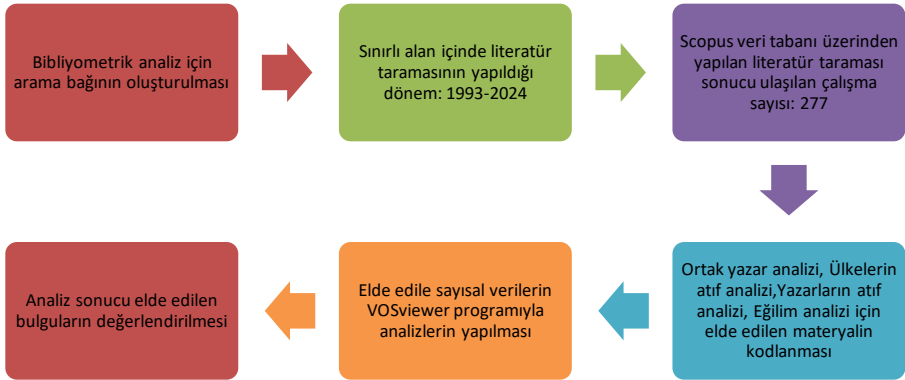 Bibliyometrik analiz için
arama bağının oluşturulması
Sınırlı alan içinde literatür
taramasının yapıldığı
dönem: 1993-2024
Scopus veri tabanı üzerinden
yapılan literatür taraması
sonucu ulaşılan çalışma
sayısı: 277
Ortak yazar analizi, Ülkelerin
atıf analizi,Yazarların atıf
analizi, Eğilim analizi için
elde edilen materyalin
kodlanması
Elde edile sayısal verilerin
VOSviewer programıyla
analizlerin yapılması
Analiz sonucu elde edilen
bulguların değerlendirilmesi